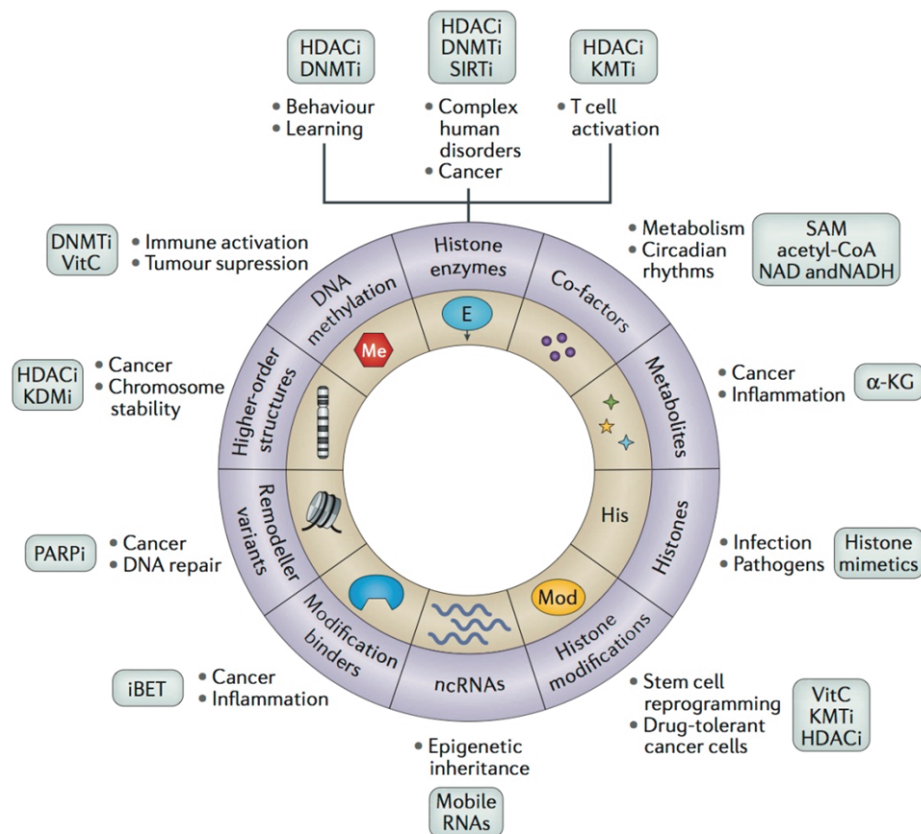 HDACi
DNMTi
• Behaviour
• Learning
HDACi
DNMTi
SIRTi
• Complex
human
disorders
• Cancer
HDACi
KMTi
• T cell
activation
DNMTi
VitC
• Immune activation
• Tumour supression
• Metabolism
• Circadian
rhythms
SAM
acetyl-CoA
NAD andNADH
HDACi
KDMi
• Cancer
• Chromosome
stability
• Cancer
• Inflammation
α-KG
PARPi
• Cancer
• DNA repair
• Infection
• Pathogens
Histone
mimetics
iBET
• Cancer
• Inflammation
• Stem cell
reprogramming
• Drug-tolerant
cancer cells
VitC
KMTi
HDACi
• Epigenetic
inheritance
Mobile
RNAs
Histone
enzymes
Co-factors
Metabolites
Histones
Histone
modifications
ncRNAs
Modification
binders
Remodeller
variants
Higher-order
structures
DNA
methylation
E
Me
His
Mod